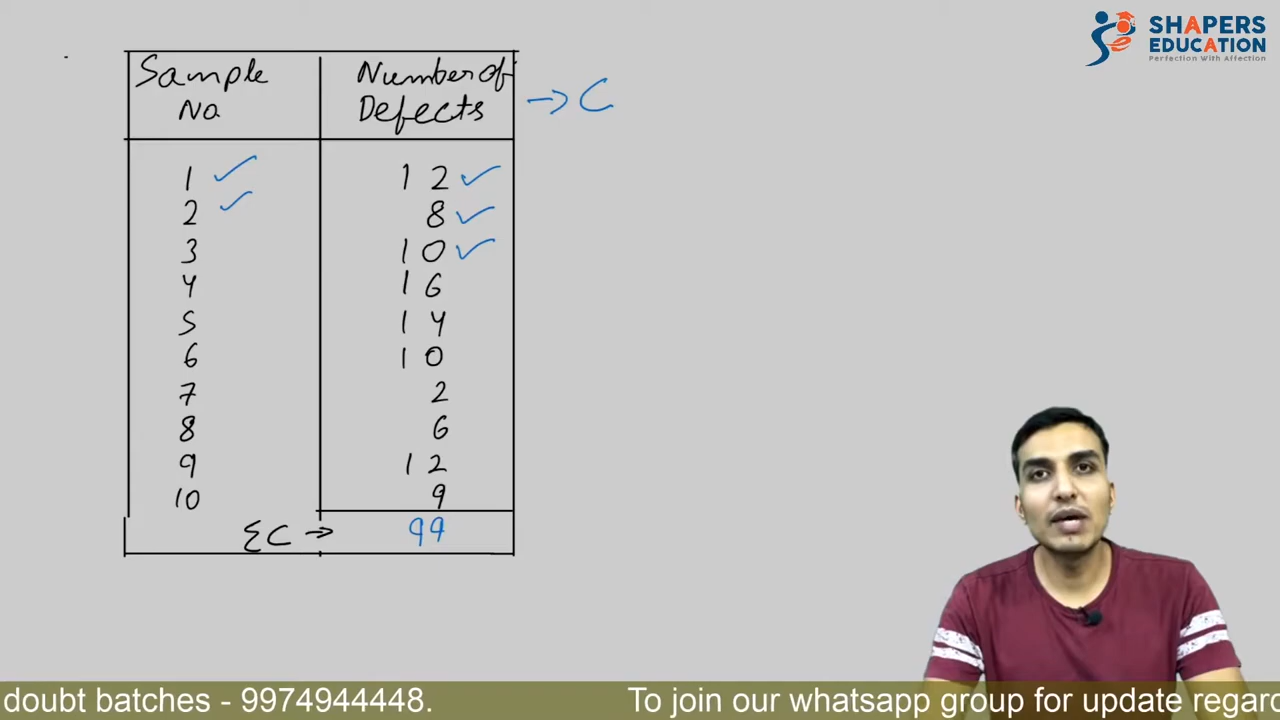 SHAPERS
EDUCATION
Perfection With Affection
Sample No. Number of Defects → C
1 12
2 8
3 10
4 16
5 14
6 10
7 2
8 6
9 12
10 9
ΣC → 99
doubt batches - 9974944448. To join our whatsapp group for update regard